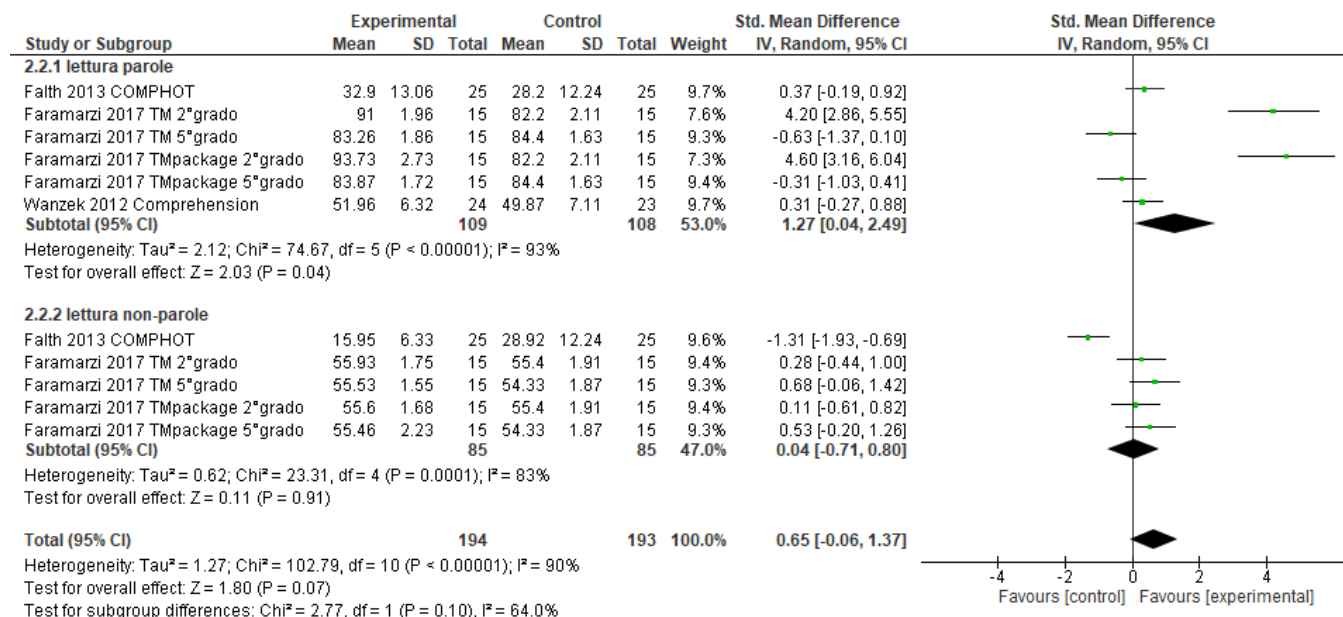 Experimental Control Std. Mean Difference Std. Mean Difference
Study or Subgroup Mean SD Total Mean SD Total Weight IV, Random, 95% CI IV, Random, 95% CI
2.2.1 lettura parole
Falth 2013 COMPHOT 32.9 13.06 25 28.2 12.24 25 9.7% 0.37 [-0.19, 0.92]
Faramarzi 2017 TM 2°grado 91 1.96 15 82.2 2.11 15 7.6% 4.20 [2.86, 5.55]
Faramarzi 2017 TM 5°grado 83.26 1.86 15 84.4 1.63 15 9.3% -0.63 [-1.37, 0.10]
Faramarzi 2017 TMpackage 2°grado 93.73 2.73 15 82.2 2.11 15 7.3% 4.60 [3.16, 6.04]
Faramarzi 2017 TMpackage 5°grado 83.87 1.72 15 84.4 1.63 15 9.4% -0.31 [-1.03, 0.41]
Wanzek 2012 Comprehension 51.96 6.32 24 49.87 7.11 23 9.7% 0.31 [-0.27, 0.88]
Subtotal (95% CI) 109 108 53.0% 1.27 [0.04, 2.49]
Heterogeneity: Tau² = 2.12; Chi² = 74.67, df = 5 (P < 0.00001); I² = 93%
Test for overall effect: Z = 2.03 (P = 0.04)
2.2.2 lettura non-parole
Falth 2013 COMPHOT 15.95 6.33 25 28.92 12.24 25 9.6% -1.31 [-1.93, -0.69]
Faramarzi 2017 TM 2°grado 55.93 1.75 15 55.4 1.91 15 9.4% 0.28 [-0.44, 1.00]
Faramarzi 2017 TM 5°grado 55.53 1.55 15 54.33 1.87 15 9.3% 0.68 [-0.06, 1.42]
Faramarzi 2017 TMpackage 2°grado 55.6 1.68 15 55.4 1.91 15 9.4% 0.11 [-0.61, 0.82]
Faramarzi 2017 TMpackage 5°grado 55.46 2.23 15 54.33 1.87 15 9.3% 0.53 [-0.20, 1.26]
Subtotal (95% CI) 85 85 47.0% 0.04 [-0.71, 0.80]
Heterogeneity: Tau² = 0.62; Chi² = 23.31, df = 4 (P = 0.0001); I² = 83%
Test for overall effect: Z = 0.11 (P = 0.91)
Total (95% CI) 194 193 100.0% 0.65 [-0.06, 1.37]
Heterogeneity: Tau² = 1.27; Chi² = 102.79, df = 10 (P < 0.00001); I² = 90%
Test for overall effect: Z = 1.80 (P = 0.07)
Test for subgroup differences: Chi² = 2.77, df = 1 (P = 0.10), I² = 64.0%
-4 -2 0 2 4
Favours [control] Favours [experimental]